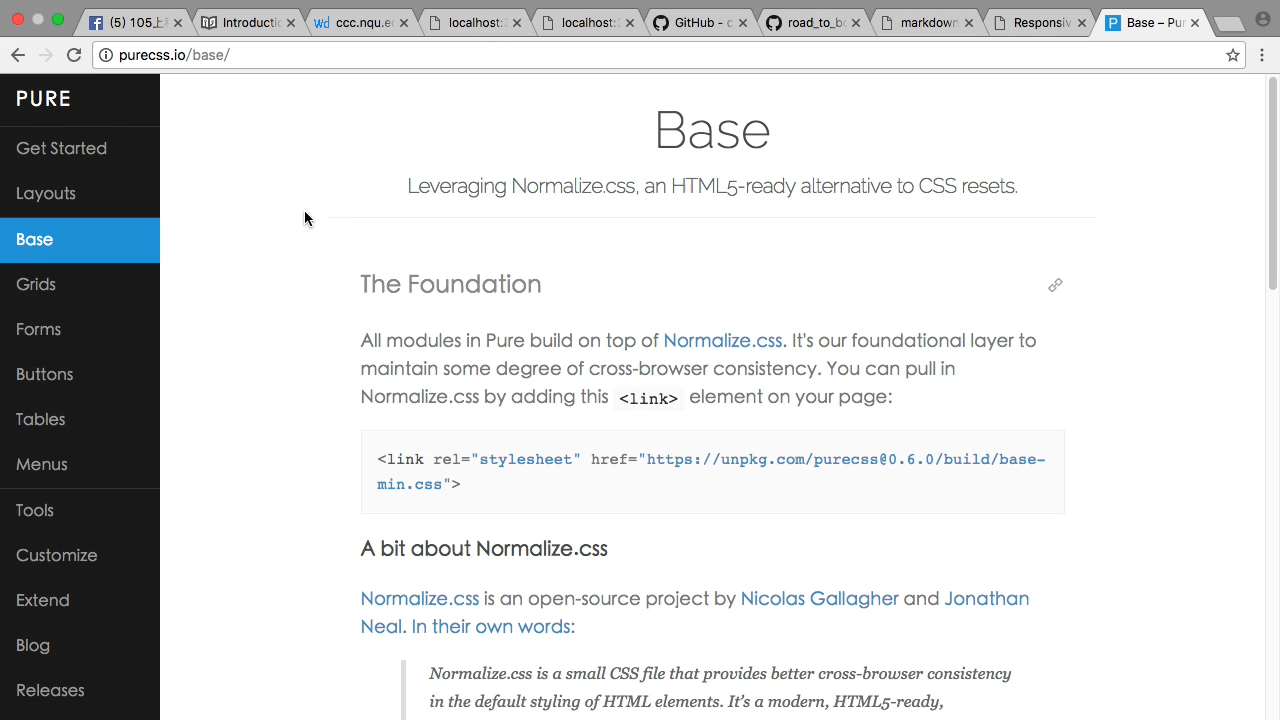 (5) 105上
Introductic
ccc.nqu.e
localhost:
localhost:
GitHub - c
road_to_b
markdown
Responsiv
Base – Pur
purecss.io/base/
PURE
Get Started
Layouts
Base
Grids
Forms
Buttons
Tables
Menus
Tools
Customize
Extend
Blog
Releases
Base
Leveraging Normalize.css, an HTML5-ready alternative to CSS resets.
The Foundation
All modules in Pure build on top of Normalize.css. It's our foundational layer to
maintain some degree of cross-browser consistency. You can pull in
Normalize.css by adding this <link> element on your page:
<link rel="stylesheet" href="https://unpkg.com/purecss@0.6.0/build/base-
min.css">
A bit about Normalize.css
Normalize.css is an open-source project by Nicolas Gallagher and Jonathan
Neal. In their own words:
Normalize.css is a small CSS file that provides better cross-browser consistency
in the default styling of HTML elements. It's a modern, HTML5-ready,